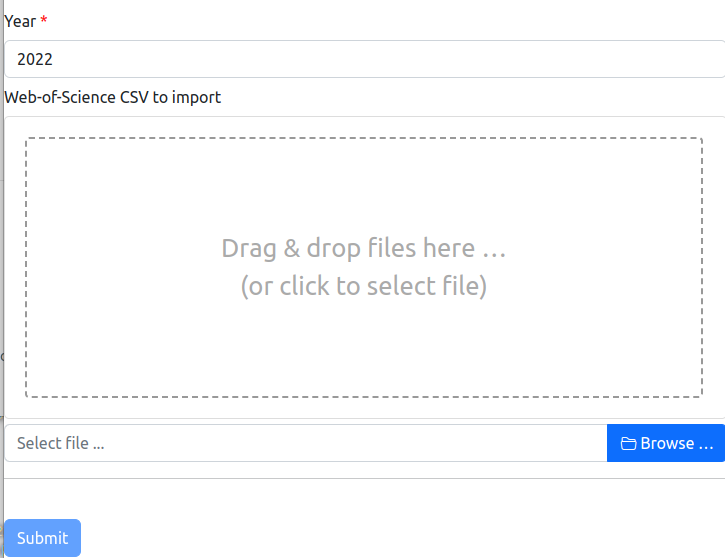 Year *
2022
Web-of-Science CSV to import
Drag & drop files here …
(or click to select file)
Select file ...
Browse …
Submit